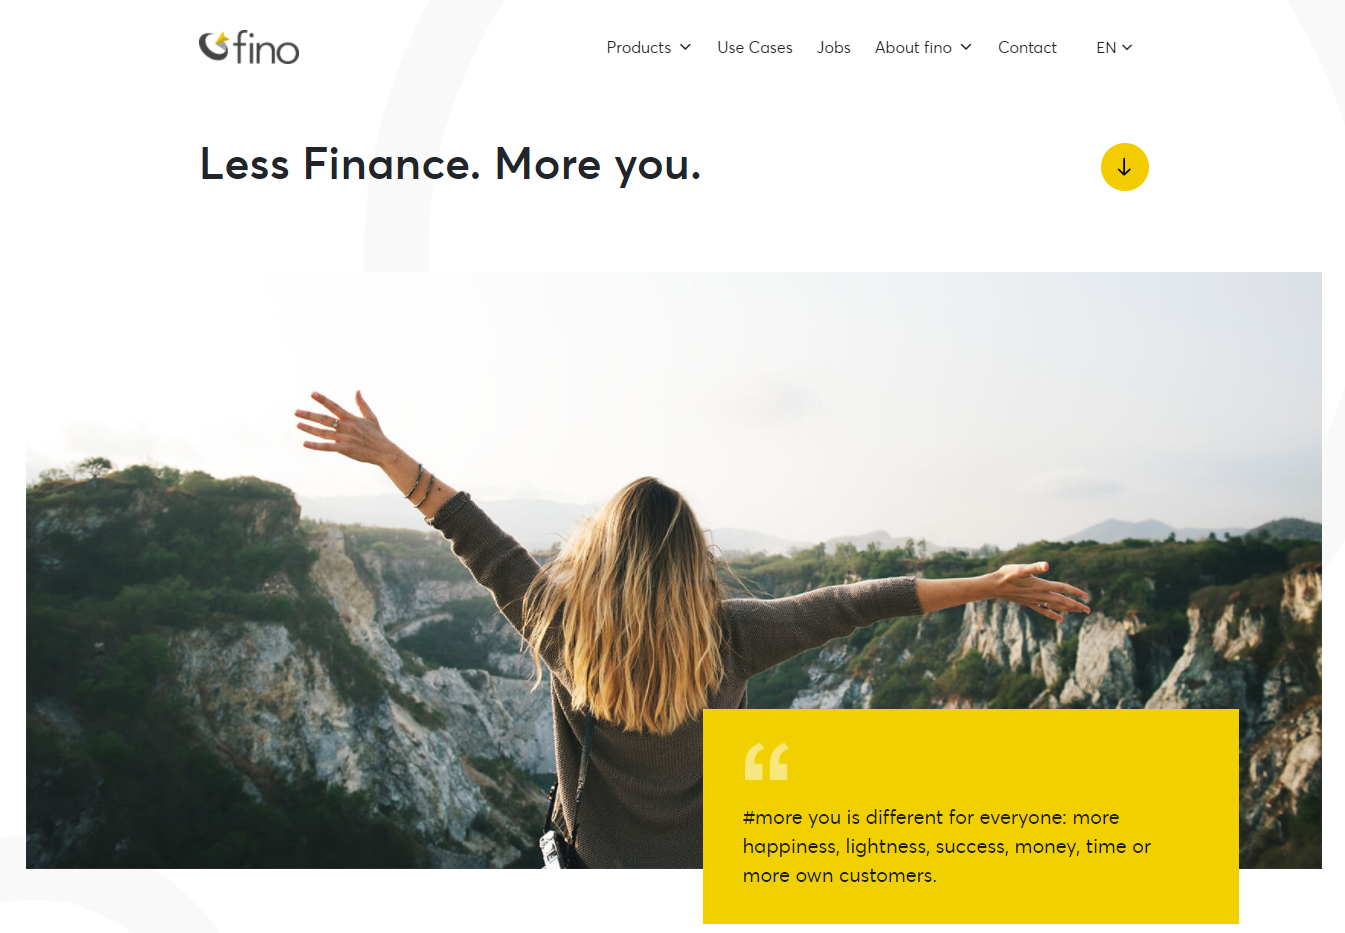 fino
Products Use Cases Jobs About fino Contact EN
Less Finance. More you.
#more you is different for everyone: more
happiness, lightness, success, money, time or
more own customers.